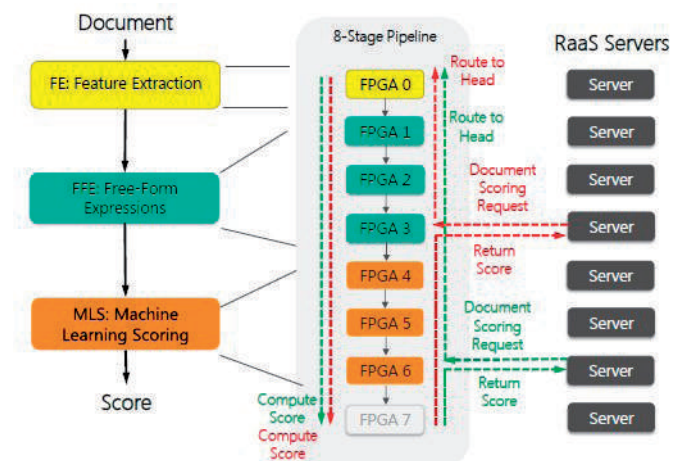 Document
FE: Feature Extraction
FFE: Free-Form
Expressions
MLS: Machine
Learning Scoring
Score
8-Stage Pipeline
FPGA 0
FPGA 1
FPGA 2
FPGA 3
FPGA 4
FPGA 5
FPGA 6
FPGA 7
Compute
Score
Compute
Score
Route to
Head
Route to
Head
Document
Scoring
Request
Return
Score
Document
Scoring
Request
Return
Score
RaaS Servers
Server
Server
Server
Server
Server
Server
Server
Server